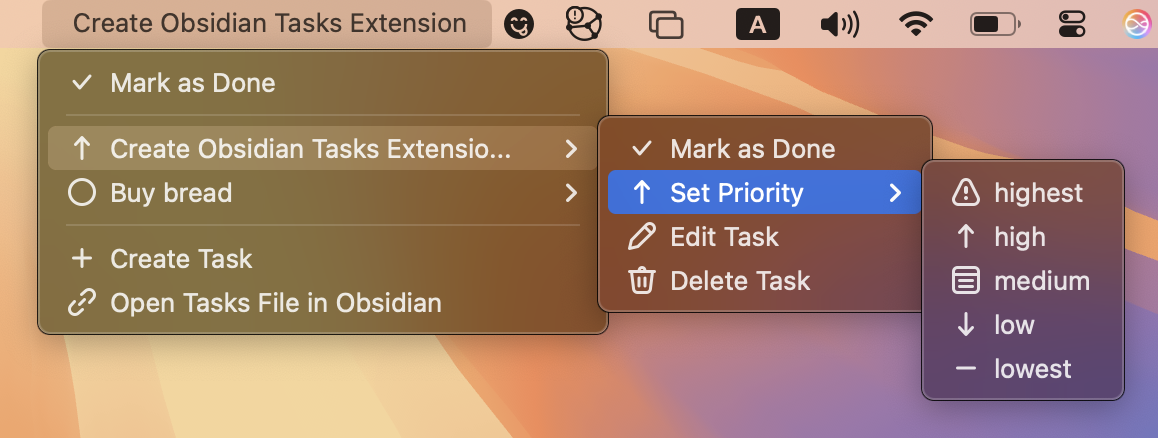 Create Obsidian Tasks Extension
A
Mark as Done
Create Obsidian Tasks Extensio...
Buy bread
Create Task
Open Tasks File in Obsidian
Mark as Done
Set Priority
Edit Task
Delete Task
highest
high
medium
low
lowest